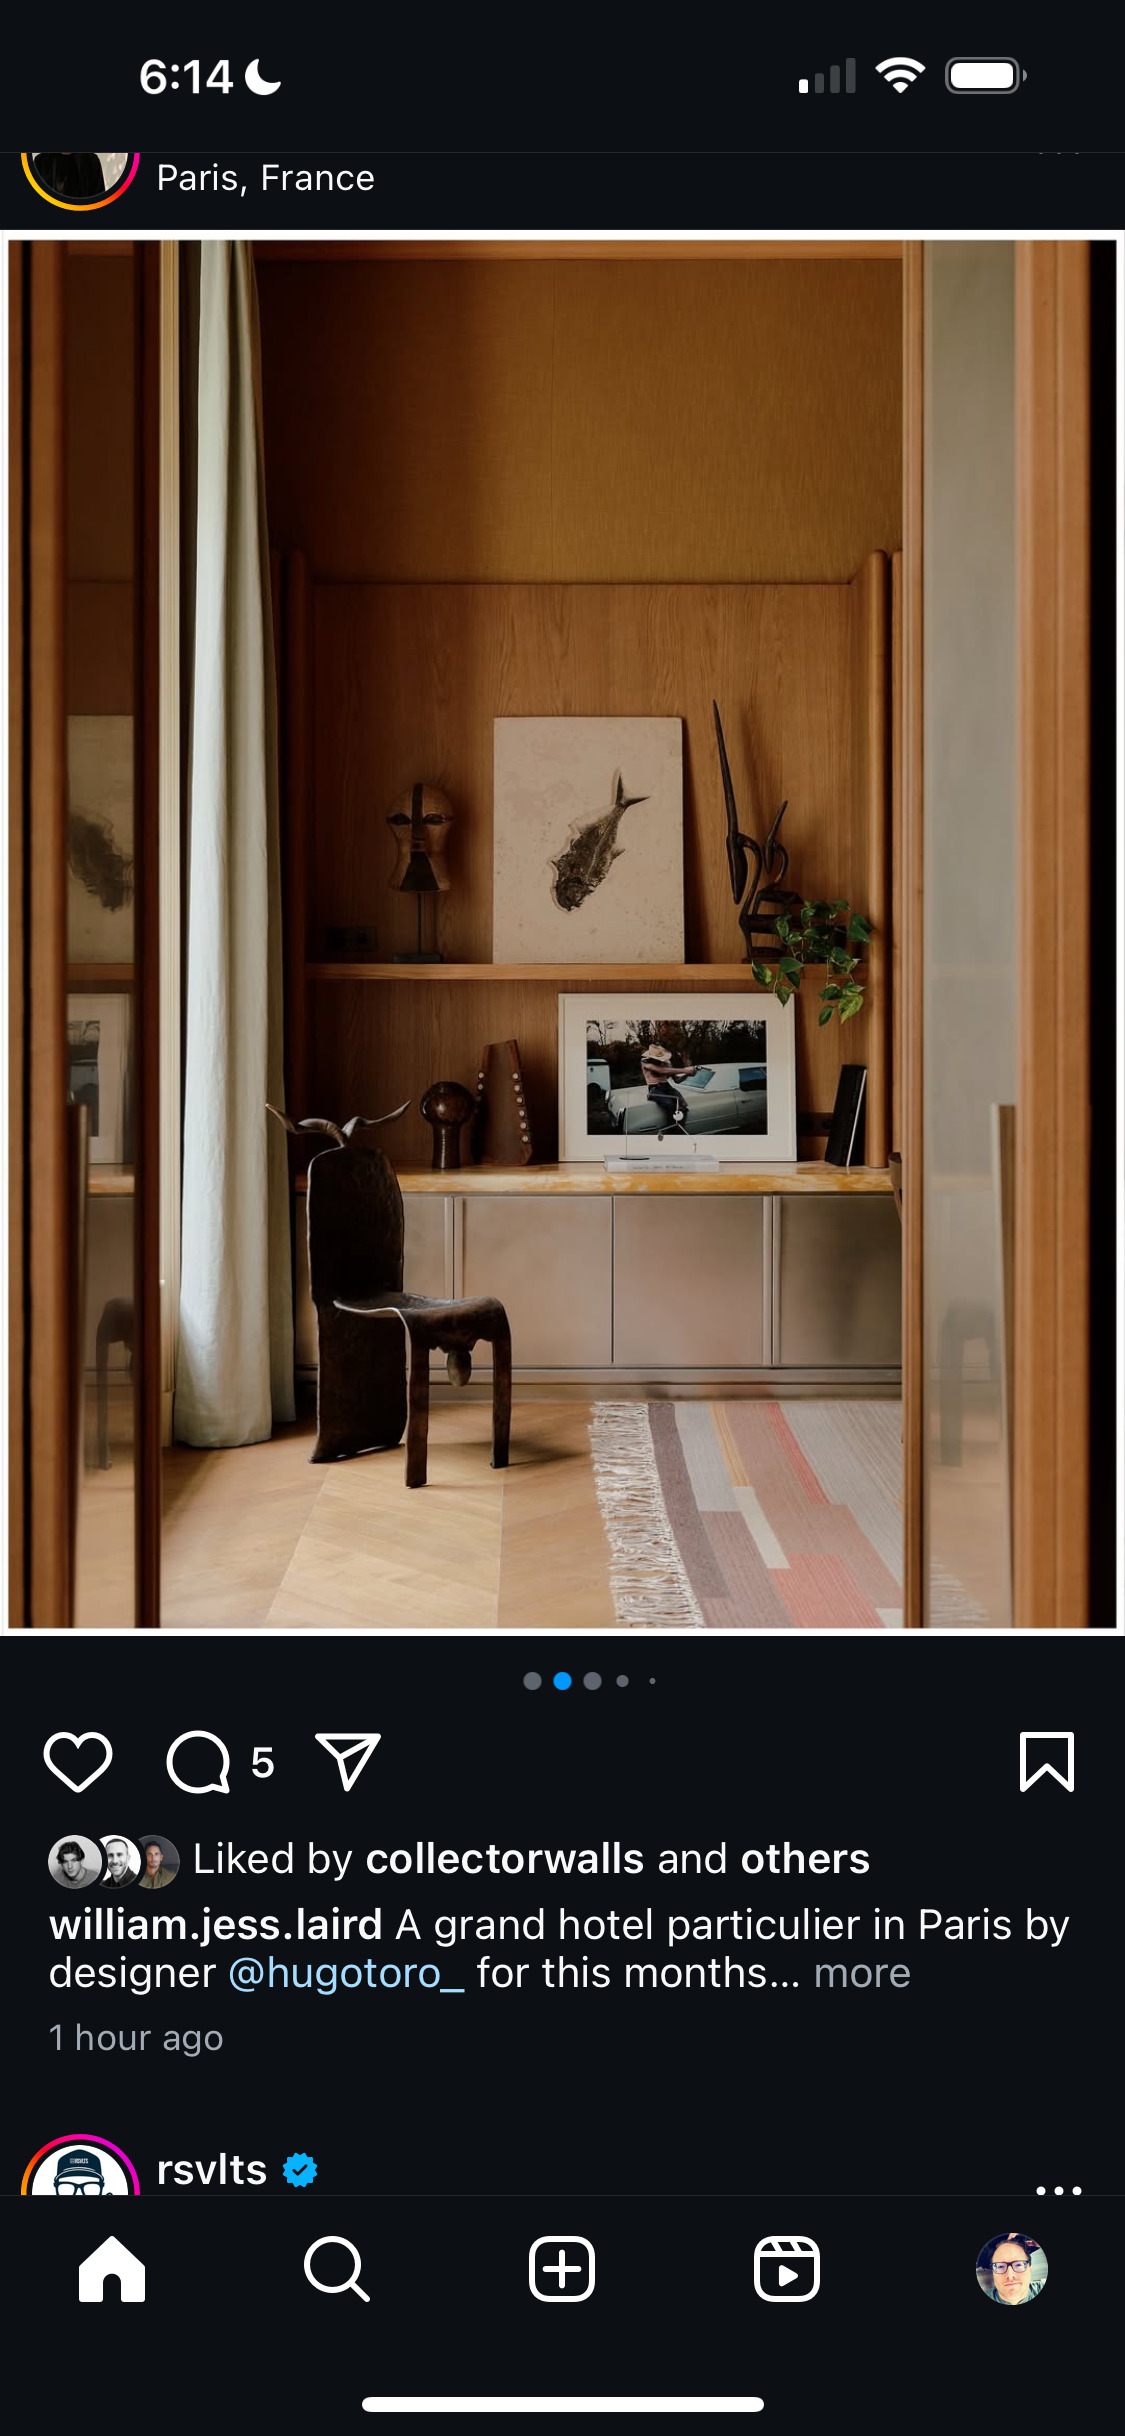 6:14
Paris, France
5
Liked by collectorwalls and others
william.jess.laird A grand hotel particulier in Paris by
designer @hugotoro_ for this months... more
1 hour ago
rsvlts